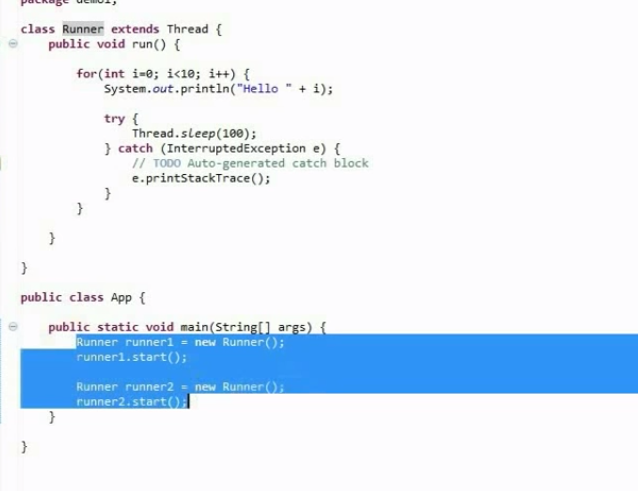 package demo1;
class Runner extends Thread {
public void run() {
for(int i=0; i<10; i++) {
System.out.println("Hello " + i);
try {
Thread.sleep(100);
} catch (InterruptedException e) {
// TODO Auto-generated catch block
e.printStackTrace();
}
}
}
}
public class App {
public static void main(String[] args) {
Runner runner1 = new Runner();
runner1.start();
Runner runner2 = new Runner();
runner2.start();
}
}